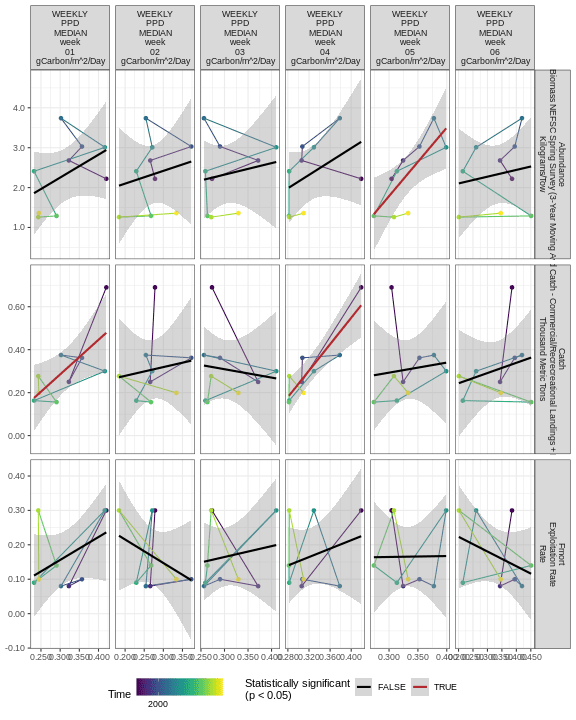 WEEKLY
PPD
MEDIAN
week
01
gCarbon/m^2/Day
WEEKLY
PPD
MEDIAN
week
02
gCarbon/m^2/Day
WEEKLY
PPD
MEDIAN
week
03
gCarbon/m^2/Day
WEEKLY
PPD
MEDIAN
week
04
gCarbon/m^2/Day
WEEKLY
PPD
MEDIAN
week
05
gCarbon/m^2/Day
WEEKLY
PPD
MEDIAN
week
06
gCarbon/m^2/Day
4.0
3.0
2.0
1.0
Abundance
Biomass NEFSC Spring Survey (3-Year Moving
Kilograms/Tow
0.60
0.40
0.20
0.00
Catch
Catch - Commercial/Recreational Landings +
Thousand Metric Tons
0.40
0.30
0.20
0.10
0.00
-0.10
Fmort
Exploitation Rate
Rate
0.250 0.300 0.350 0.400
0.200 0.250 0.300 0.350
0.250 0.300 0.350 0.400
0.280 0.320 0.360 0.400
0.300 0.350 0.400
0.200 0.250 0.300 0.350 0.400 0.450
Time
2000
Statistically significant
(p < 0.05)
FALSE
TRUE